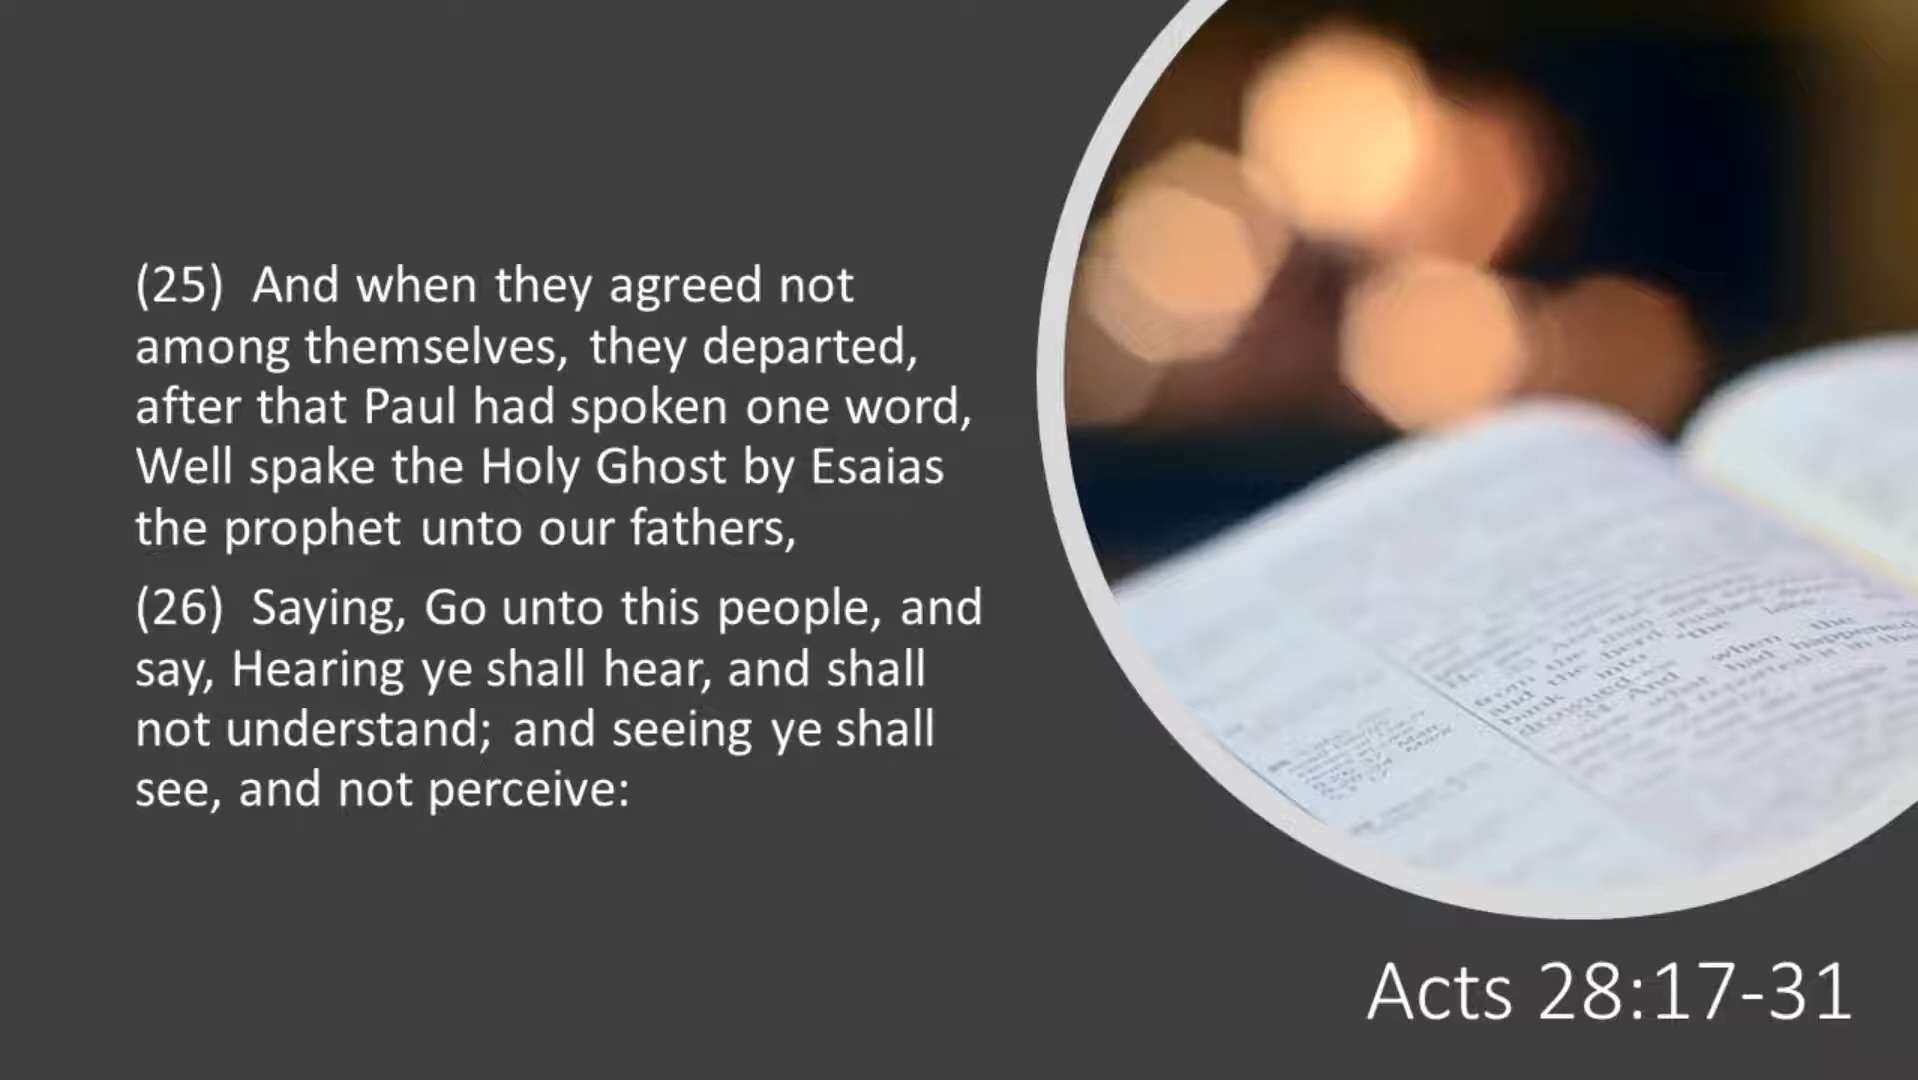 (25) And when they agreed not
among themselves, they departed,
after that Paul had spoken one word,
Well spake the Holy Ghost by Esaias
the prophet unto our fathers,
(26) Saying, Go unto this people, and
say, Hearing ye shall hear, and shall
not understand; and seeing ye shall
see, and not perceive:
Acts 28:17-31